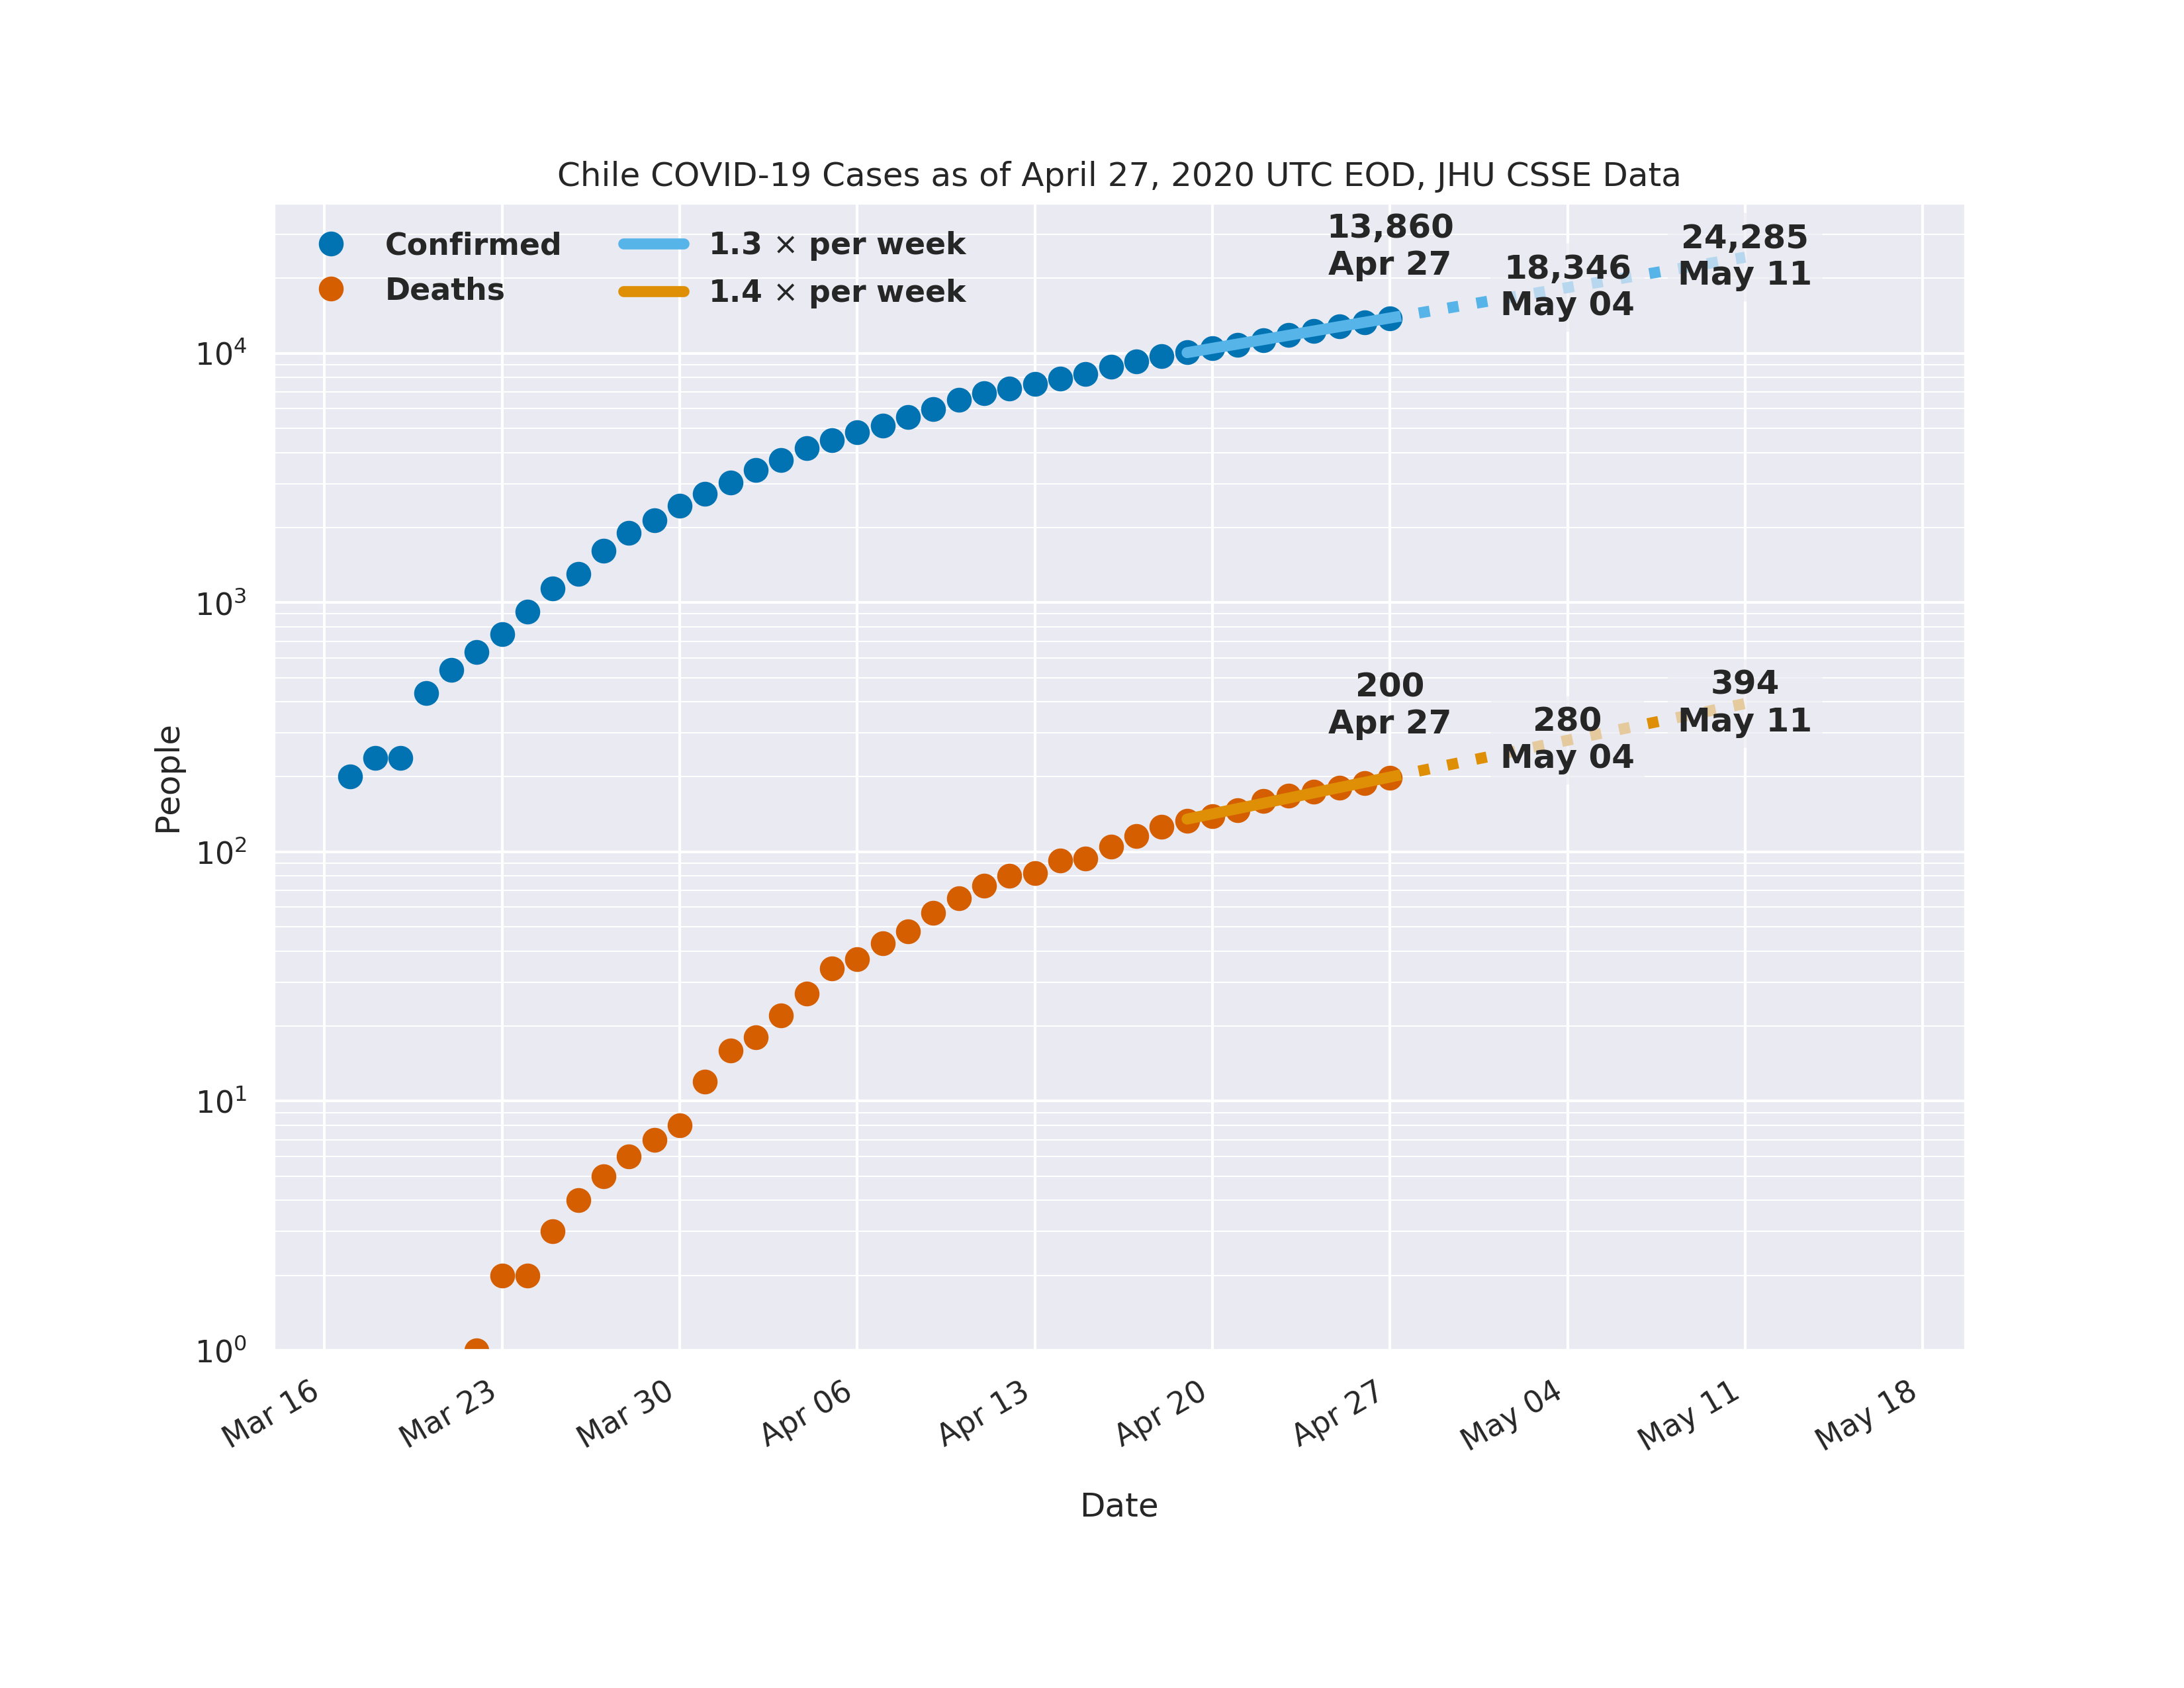 Chile COVID-19 Cases as of April 27, 2020 UTC EOD, JHU CSSE Data
Confirmed
Deaths
1.3 × per week
1.4 × per week
13,860
Apr 27
18,346
May 04
24,285
May 11
200
Apr 27
280
May 04
394
May 11
People
10⁴
10³
10²
10¹
10⁰
Mar 16
Mar 23
Mar 30
Apr 06
Apr 13
Apr 20
Apr 27
May 04
May 11
May 18
Date